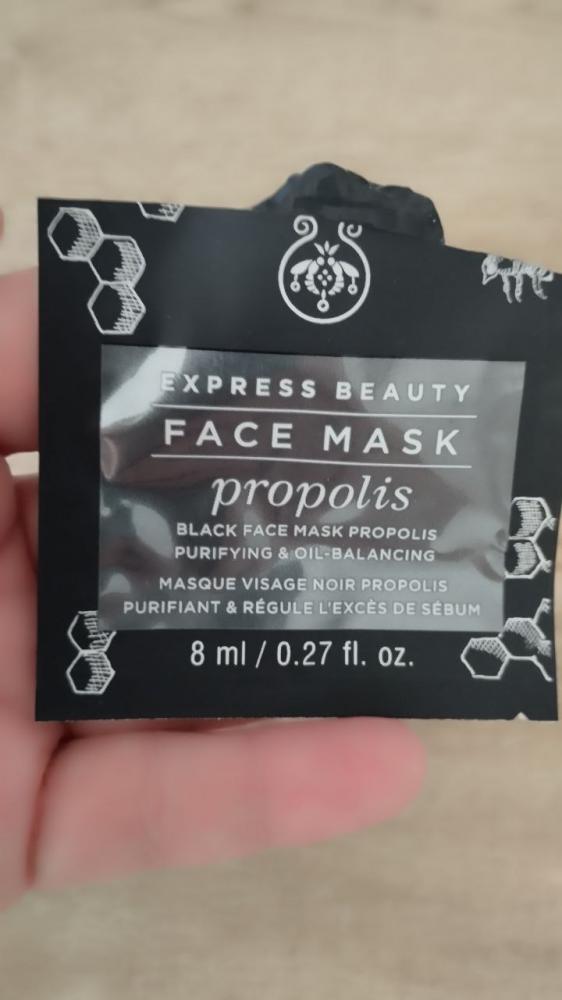 EXPRESS BEAUTY
FACE MASK
propolis
BLACK FACE MASK PROPOLIS
PURIFYING & OIL-BALANCING
MASQUE VISAGE NOIR PROPOLIS
PURIFIANT & RÉGULE L'EXCÈS DE SÉBUM
8 ml / 0.27 fl. oz.